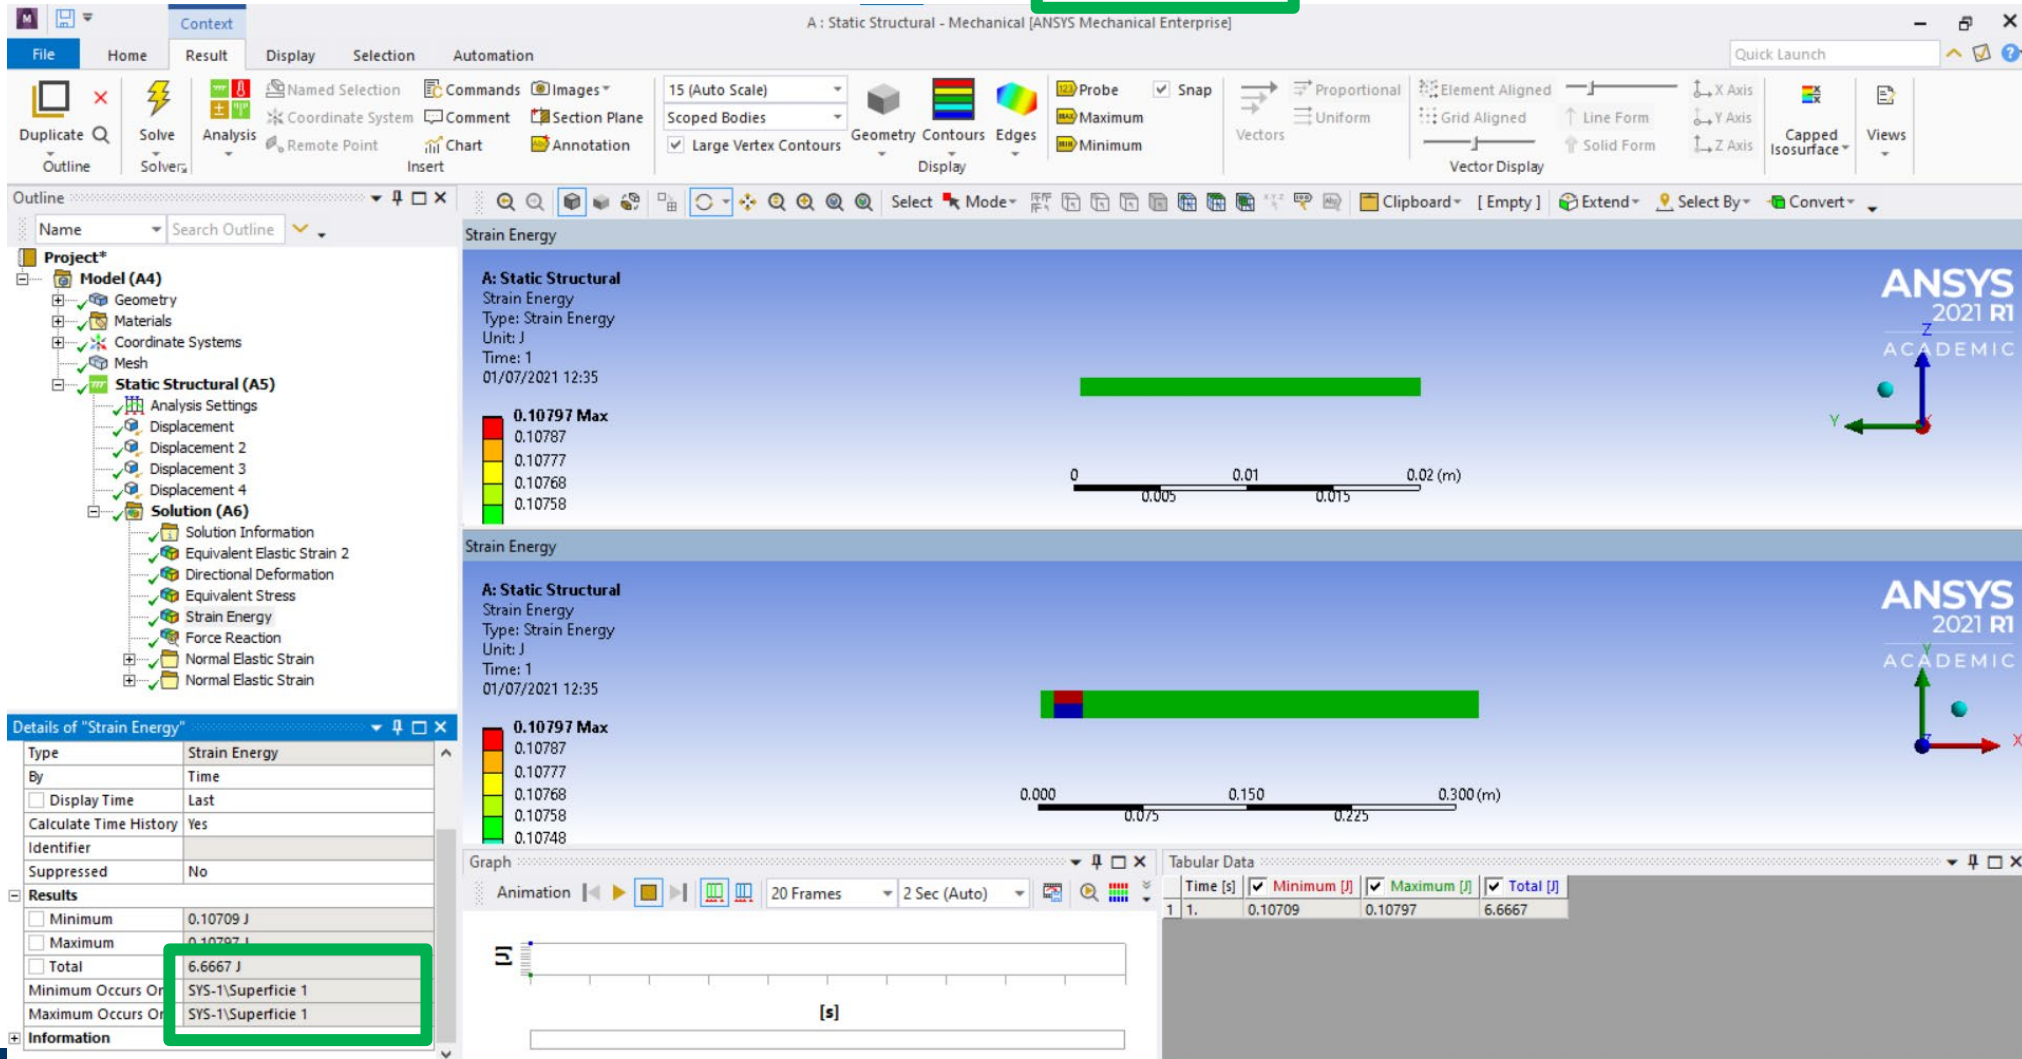 Context
A : Static Structural - Mechanical [ANSYS Mechanical Enterprise]
File Home Result Display Selection Automation
Quick Launch
Duplicate
Outline
Solve
Solvers
Analysis
Named Selection
Coordinate System
Remote Point
Commands
Comment
Chart
Images
Section Plane
Annotation
Insert
15 (Auto Scale)
Scoped Bodies
Large Vertex Contours
Geometry Contours Edges
Display
Probe
Maximum
Minimum
Snap
Vectors
Proportional
Uniform
Element Aligned
Grid Aligned
Line Form
Solid Form
X Axis
Y Axis
Z Axis
Vector Display
Capped
Isosurface
Views
Outline
Name Search Outline
Select Mode Clipboard [ Empty ] Extend Select By Convert
Project*
Model (A4)
Geometry
Materials
Coordinate Systems
Mesh
Static Structural (A5)
Analysis Settings
Displacement
Displacement 2
Displacement 3
Displacement 4
Solution (A6)
Solution Information
Equivalent Elastic Strain 2
Directional Deformation
Equivalent Stress
Strain Energy
Force Reaction
Normal Elastic Strain
Normal Elastic Strain
Strain Energy
A: Static Structural
Strain Energy
Type: Strain Energy
Unit: J
Time: 1
01/07/2021 12:35
0.10797 Max
0.10787
0.10777
0.10768
0.10758
0 0.01 0.02 (m)
0.005 0.015
ANSYS
2021 R1
ACADEMIC
Z
Y
Strain Energy
A: Static Structural
Strain Energy
Type: Strain Energy
Unit: J
Time: 1
01/07/2021 12:35
0.10797 Max
0.10787
0.10777
0.10768
0.10758
0.10748
0.000 0.150 0.300 (m)
0.075 0.225
ANSYS
2021 R1
ACADEMIC
Y
X
Details of "Strain Energy"
Type Strain Energy
By Time
Display Time Last
Calculate Time History Yes
Identifier
Suppressed No
Results
Minimum 0.10709 J
Maximum 0.10797 J
Total 6.6667 J
Minimum Occurs On SYS-1\Superficie 1
Maximum Occurs On SYS-1\Superficie 1
Information
Graph
Animation 20 Frames 2 Sec (Auto)
[J]
[s]
Tabular Data
Time [s] Minimum [J] Maximum [J] Total [J]
1 1. 0.10709 0.10797 6.6667